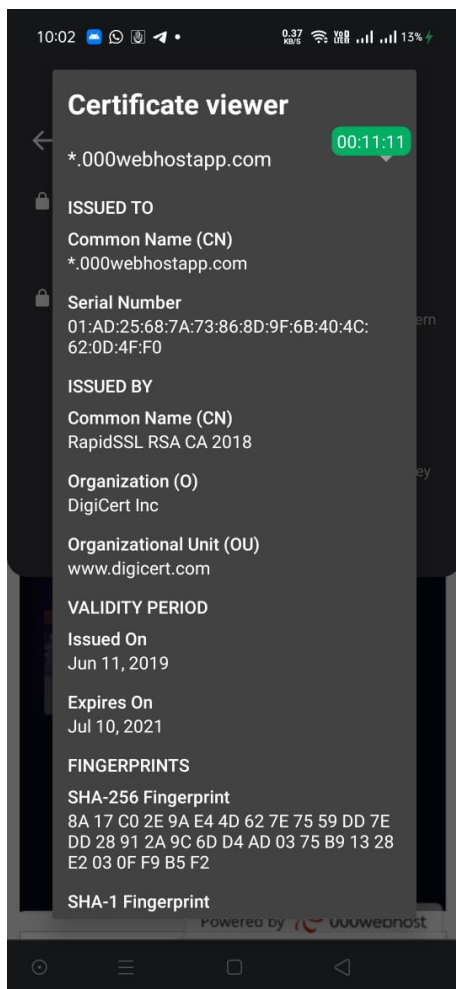 10:02
0.37
KB/S
Vo))
LTE
13%
Certificate viewer
00:11:11
*.000webhostapp.com
ISSUED TO
Common Name (CN)
*.000webhostapp.com
Serial Number
01:AD:25:68:7A:73:86:8D:9F:6B:40:4C:
62:0D:4F:F0
ern
ISSUED BY
Common Name (CN)
RapidSSL RSA CA 2018
ey
Organization (O)
DigiCert Inc
Organizational Unit (OU)
www.digicert.com
VALIDITY PERIOD
Issued On
Jun 11, 2019
Expires On
Jul 10, 2021
FINGERPRINTS
SHA-256 Fingerprint
8A 17 C0 2E 9A E4 4D 62 7E 75 59 DD 7E
DD 28 91 2A 9C 6D D4 AD 03 75 B9 13 28
E2 03 0F F9 B5 F2
SHA-1 Fingerprint
Powered by 000webhost